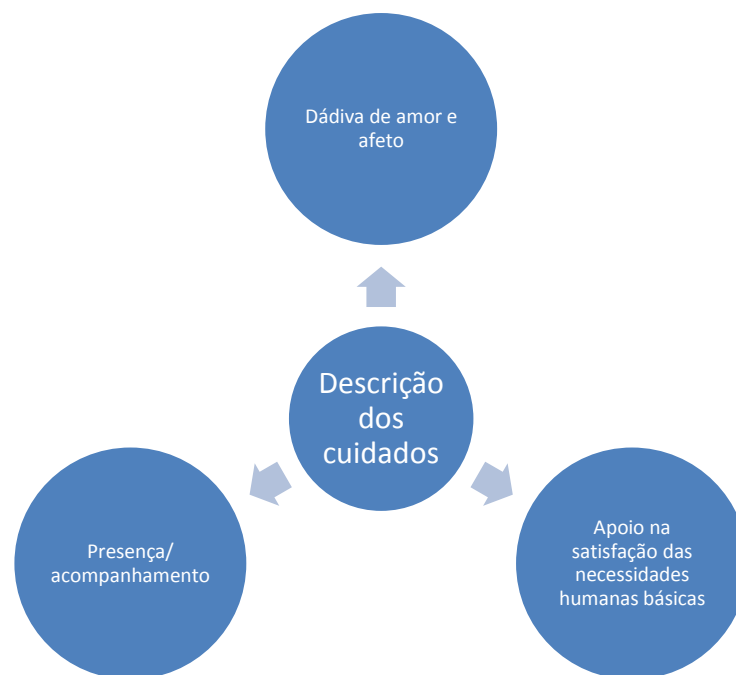 Dádiva de amor e
afeto
Descrição
dos
cuidados
Presença/
acompanhamento
Apoio na
satisfação das
necessidades
humanas básicas